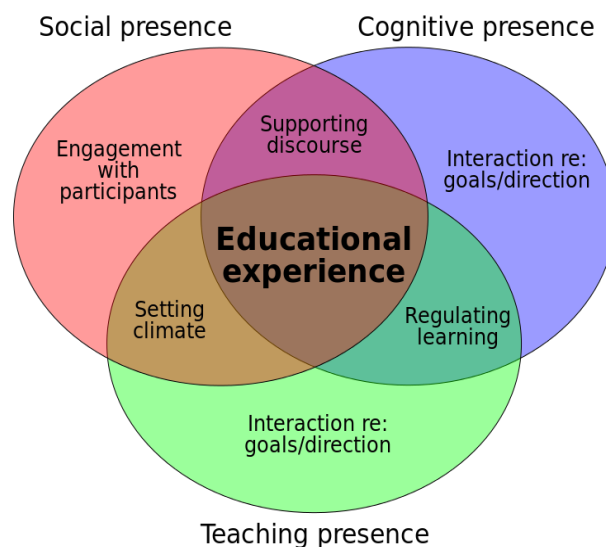 Social presence
Cognitive presence
Supporting
discourse
Engagement
with
participants
Interaction re:
goals/direction
Educational
experience
Setting
climate
Regulating
learning
Interaction re:
goals/direction
Teaching presence